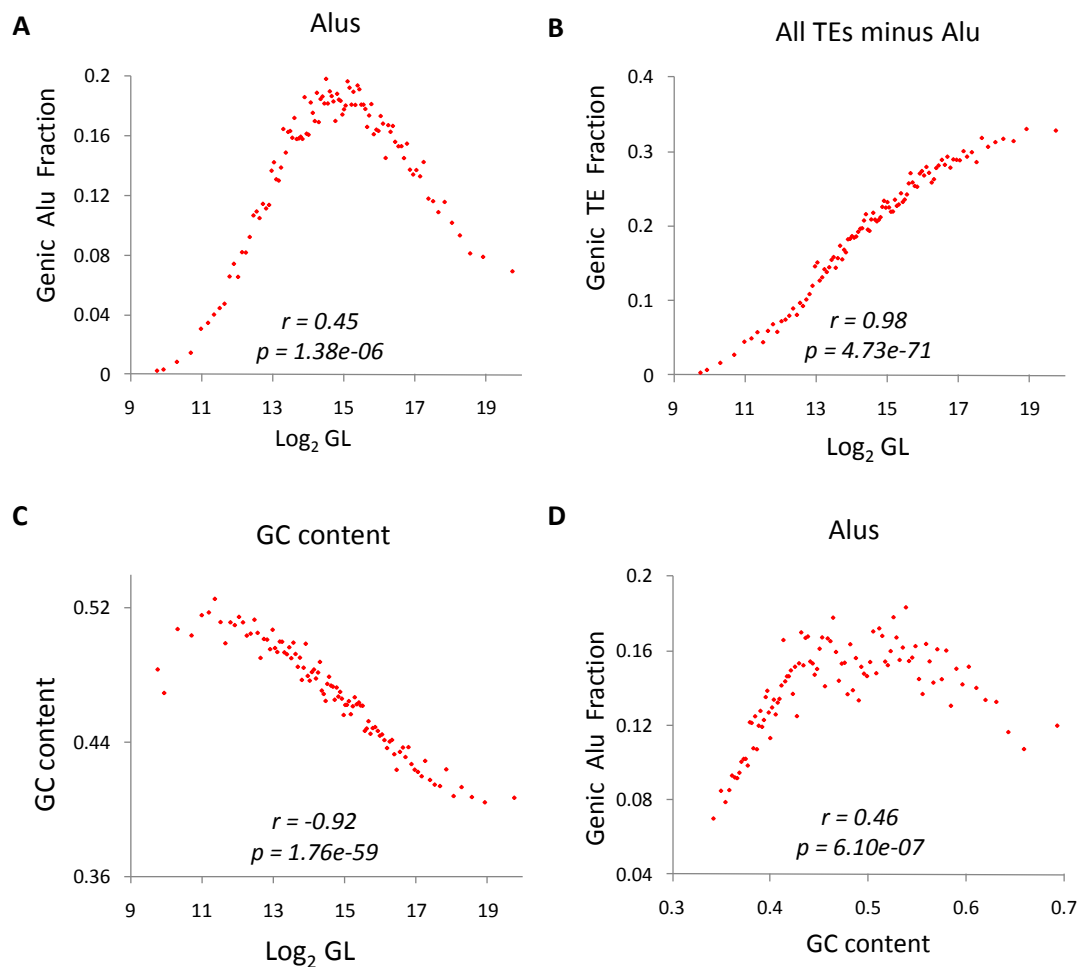 A
Alus
0.2
0.16
0.12
0.08
0.04
0
Genic Alu Fraction
r = 0.45
p = 1.38e-06
9 11 13 15 17 19
Log2 GL
B
All TEs minus Alu
0.4
0.3
0.2
0.1
0
Genic TE Fraction
r = 0.98
p = 4.73e-71
9 11 13 15 17 19
Log2 GL
C
GC content
0.52
0.44
0.36
GC content
r = -0.92
p = 1.76e-59
9 11 13 15 17 19
Log2 GL
D
Alus
0.2
0.16
0.12
0.08
0.04
Genic Alu Fraction
r = 0.46
p = 6.10e-07
0.3 0.4 0.5 0.6 0.7
GC content